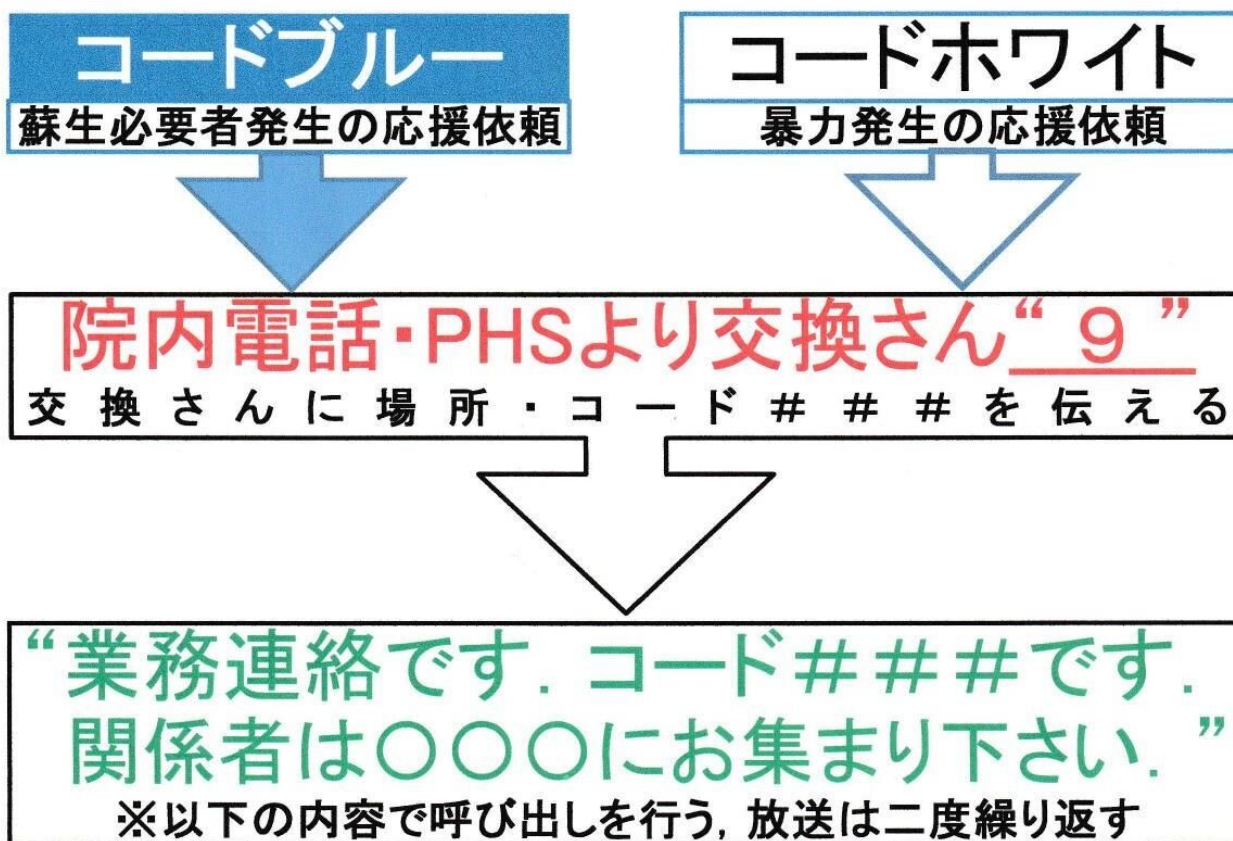 コードブルー
蘇生必要者発生の応援依頼
コードホワイト
暴力発生の応援依頼
院内電話・PHSより交換さん“ 9 ”
交換さんに場所・コード###を伝える
“業務連絡です. コード###です.
関係者は〇〇〇にお集まり下さい. ”
※以下の内容で呼び出しを行う, 放送は二度繰り返す